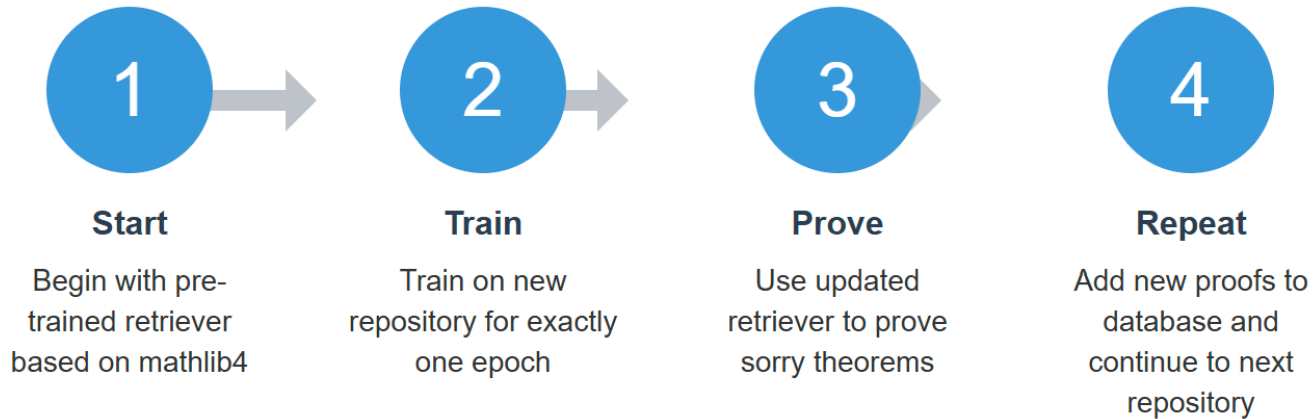 1
2
3
4
Start
Begin with pre-
trained retriever
based on mathlib4
Train
Train on new
repository for exactly
one epoch
Prove
Use updated
retriever to prove
sorry theorems
Repeat
Add new proofs to
database and
continue to next
repository